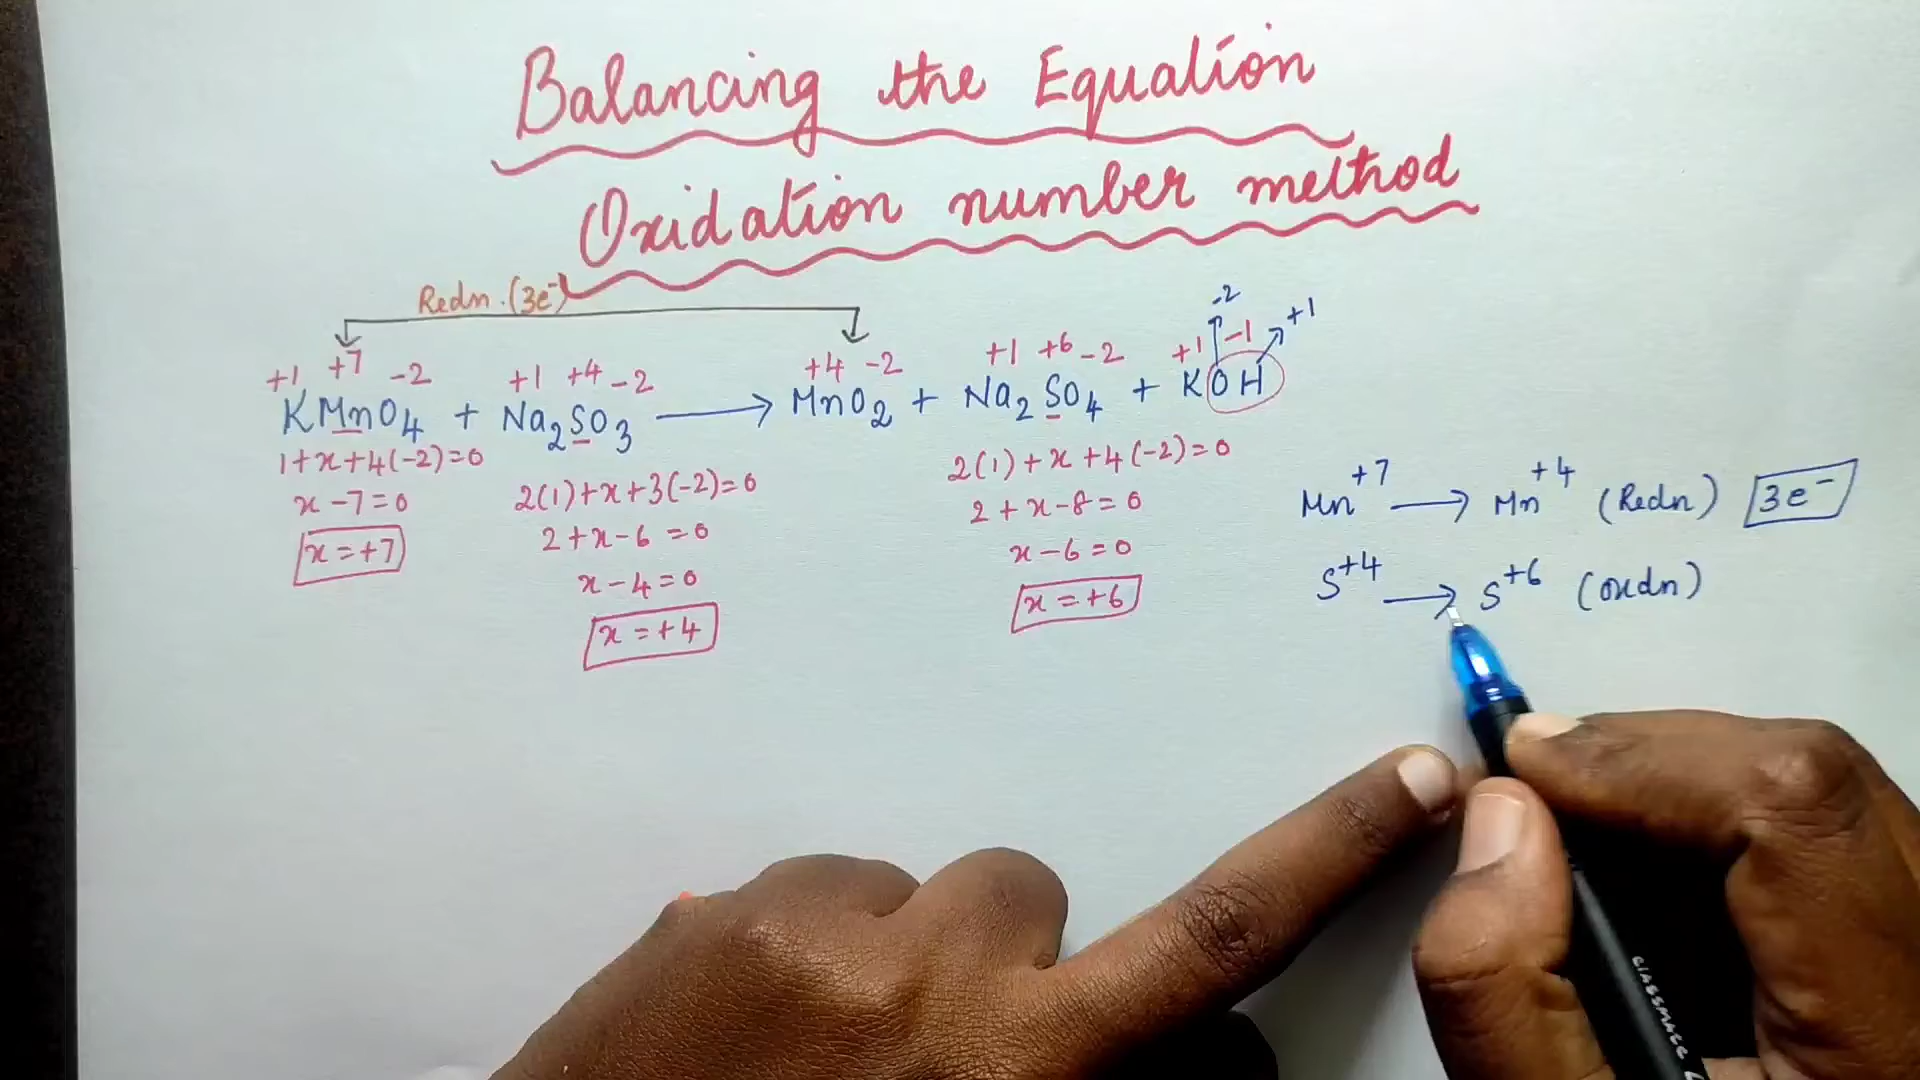 Balancing the Equation
Oxidation number method
Redn. (3e⁻)
-2
+1
+1 +7 -2 +1 +4 -2 +4 -2 +1 +6 -2 +1 -1
KMnO₄ + Na₂SO₃ ⟶ MnO₂ + Na₂SO₄ + KOH
1+x+4(-2)=0
x-7=0
x=+7
2(1)+x+3(-2)=0
2+x-6=0
x-4=0
x=+4
2(1)+x+4(-2)=0
2+x-8=0
x-6=0
x=+6
Mn⁺⁷ ⟶ Mn⁺⁴ (Redn) 3e⁻
S⁺⁴ ⟶ S⁺⁶ (oxdn)
classmate